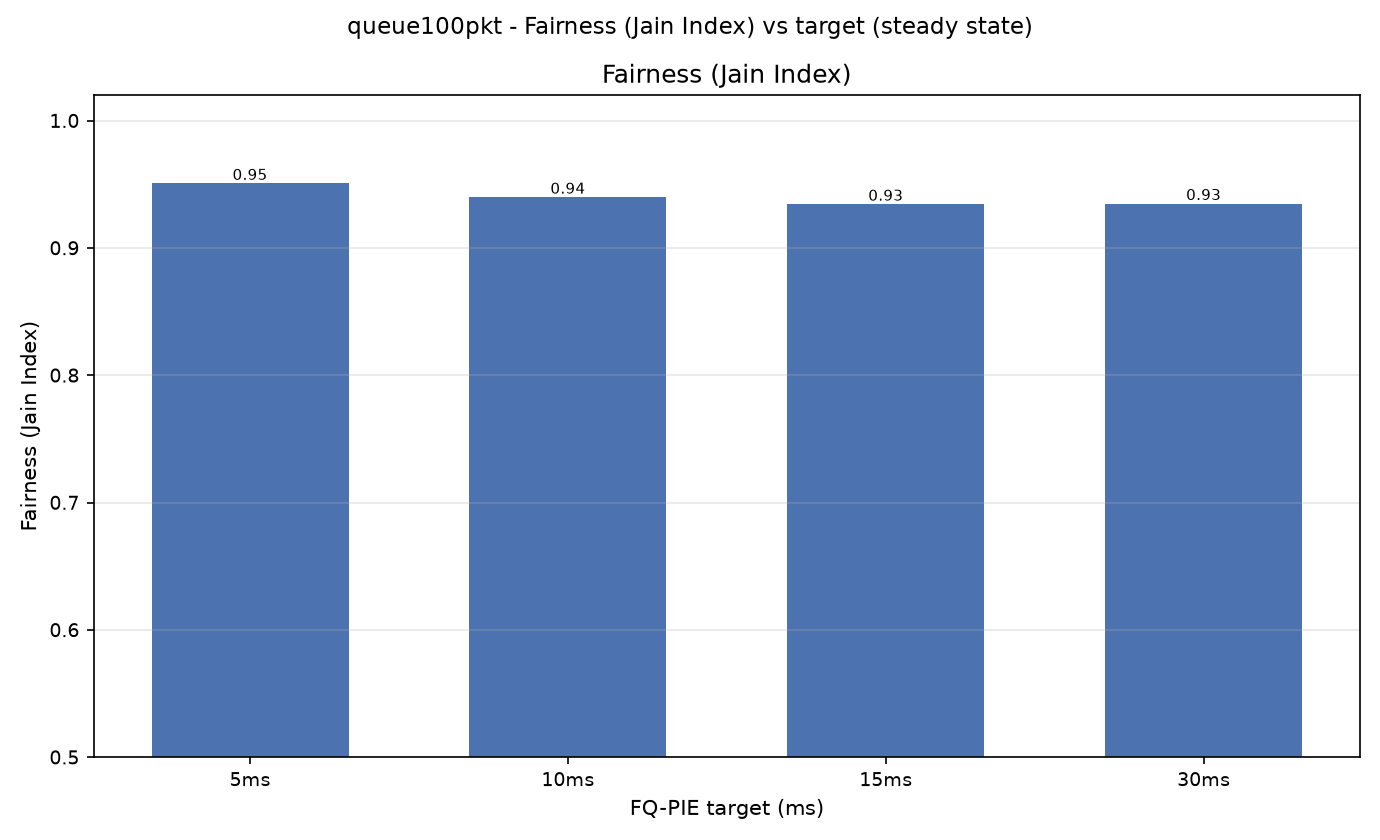 queue100pkt - Fairness (Jain Index) vs target (steady state)
Fairness (Jain Index)
Fairness (Jain Index)
1.0
0.9
0.8
0.7
0.6
0.5
0.95
0.94
0.93
0.93
5ms
10ms
15ms
30ms
FQ-PIE target (ms)